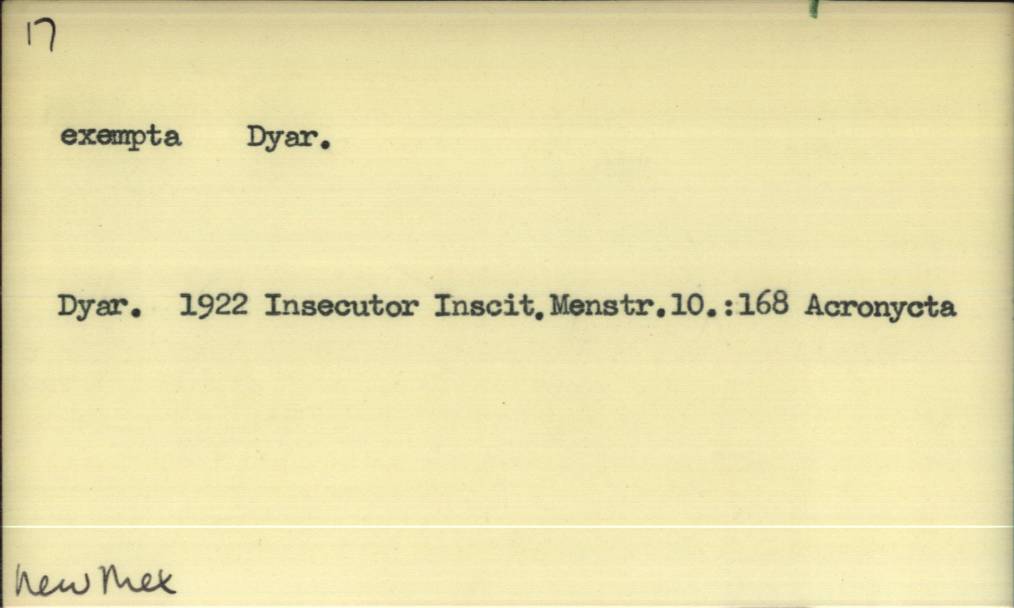 17
exempta Dyar.
Dyar. 1922 Insecutor Inscit. Menstr.10.:168 Acronycta
New Mex